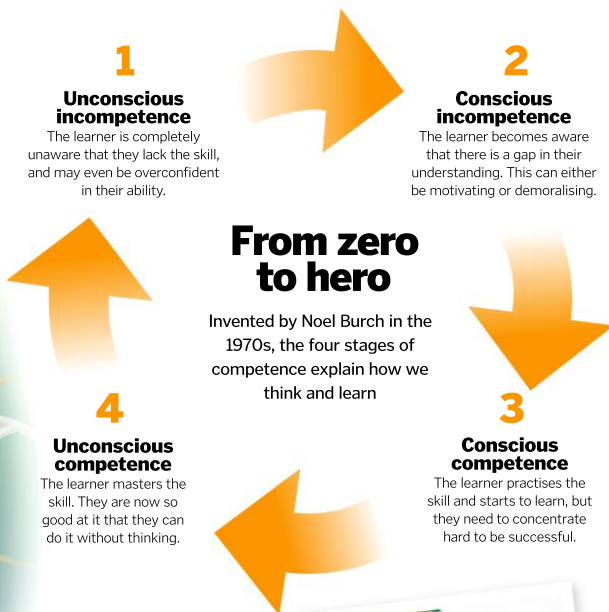 1
Unconscious
incompetence
The learner is completely
unaware that they lack the skill,
and may even be overconfident
in their ability.
2
Conscious
incompetence
The learner becomes aware
that there is a gap in their
understanding. This can either
be motivating or demoralising.
From zero
to hero
Invented by Noel Burch in the
1970s, the four stages of
competence explain how we
think and learn
3
Conscious
competence
The learner practises the
skill and starts to learn, but
they need to concentrate
hard to be successful.
4
Unconscious
competence
The learner masters the
skill. They are now so
good at it that they can
do it without thinking.